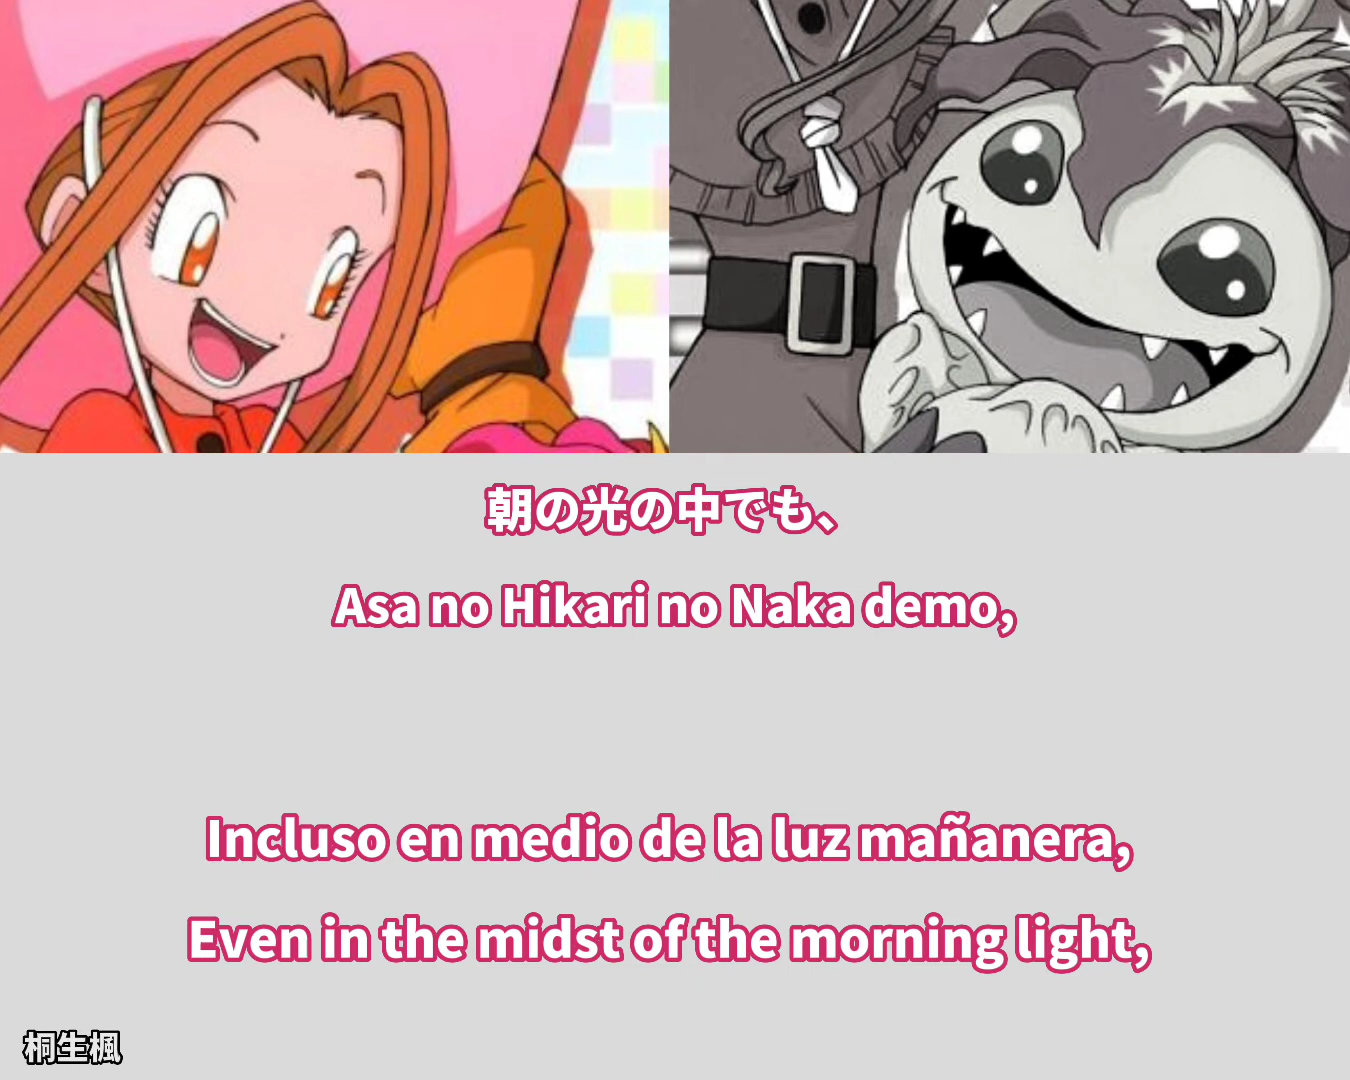 朝の光の中でも、
Asa no Hikari no Naka demo,
Incluso en medio de la luz mañanera,
Even in the midst of the morning light,
桐生楓